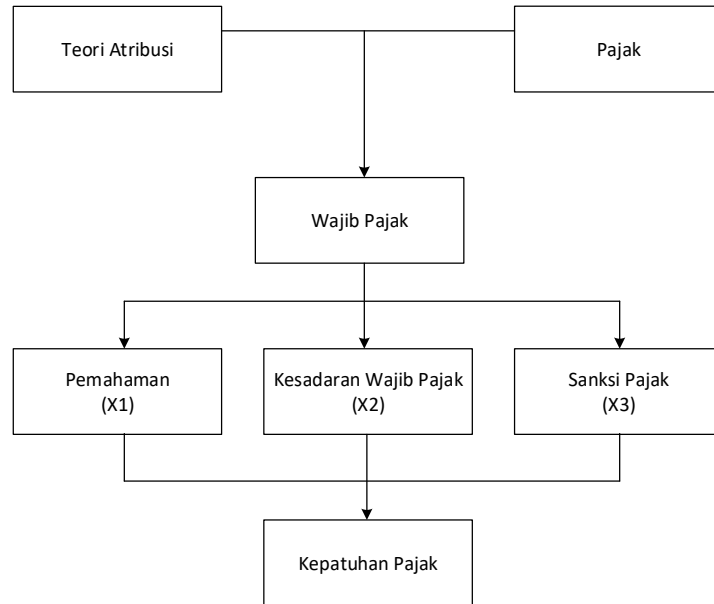 Teori Atribusi
Pajak
Wajib Pajak
Pemahaman
(X1)
Kesadaran Wajib Pajak
(X2)
Sanksi Pajak
(X3)
Kepatuhan Pajak